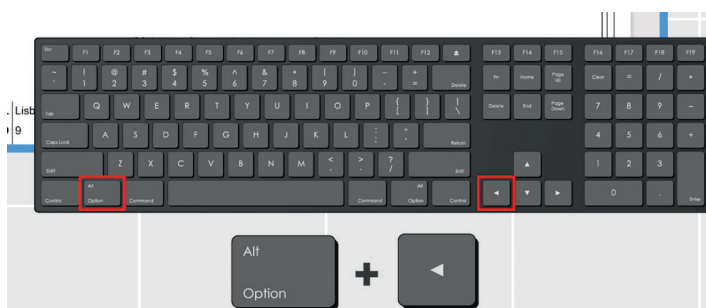 Lisb
9
Esc F1 F2 F3 F4 F5 F6 F7 F8 F9 F10 F11 F12 F13 F14 F15 F16 F17 F18 F19
~ ! @ # $ % ^ & * ( ) - +
` 1 2 3 4 5 6 7 8 9 0 - = Delete Fn Home Page Up Clear = / *
Tab Q W E R T Y U I O P { } | Delete End Page Down 7 8 9 -
[ ] \
Caps Lock A S D F G H J K L : " Return 4 5 6 +
; '
Shift Z X C V B N M < > ? Shift 1 2 3
, . /
Control Alt Option Command Command Alt Option Control 0 . Enter
Alt
+
Option